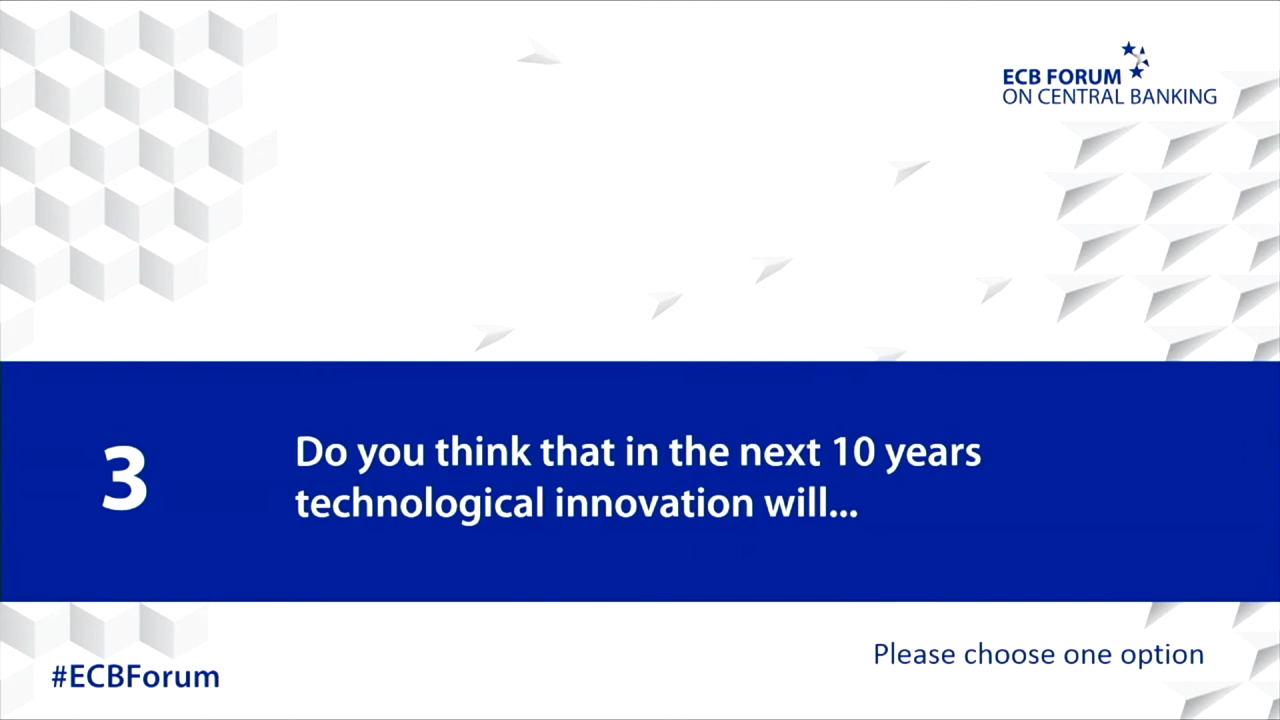 ECB FORUM
ON CENTRAL BANKING
3
Do you think that in the next 10 years
technological innovation will...
Please choose one option
#ECBForum